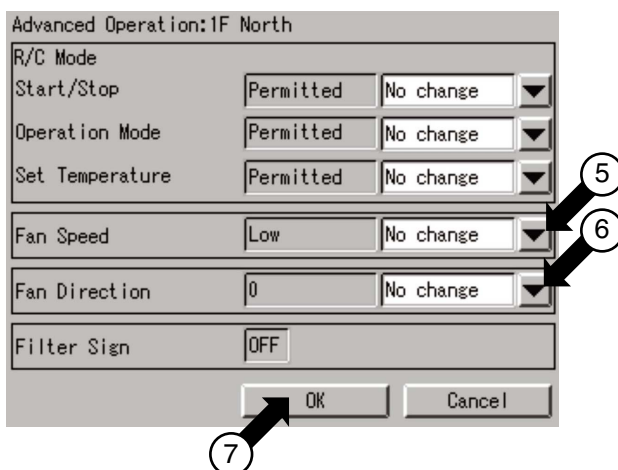 Advanced Operation:1F North
R/C Mode
Start/Stop Permitted No change
Operation Mode Permitted No change
Set Temperature Permitted No change
5
Fan Speed Low No change
6
Fan Direction 0 No change
Filter Sign OFF
OK Cancel
7